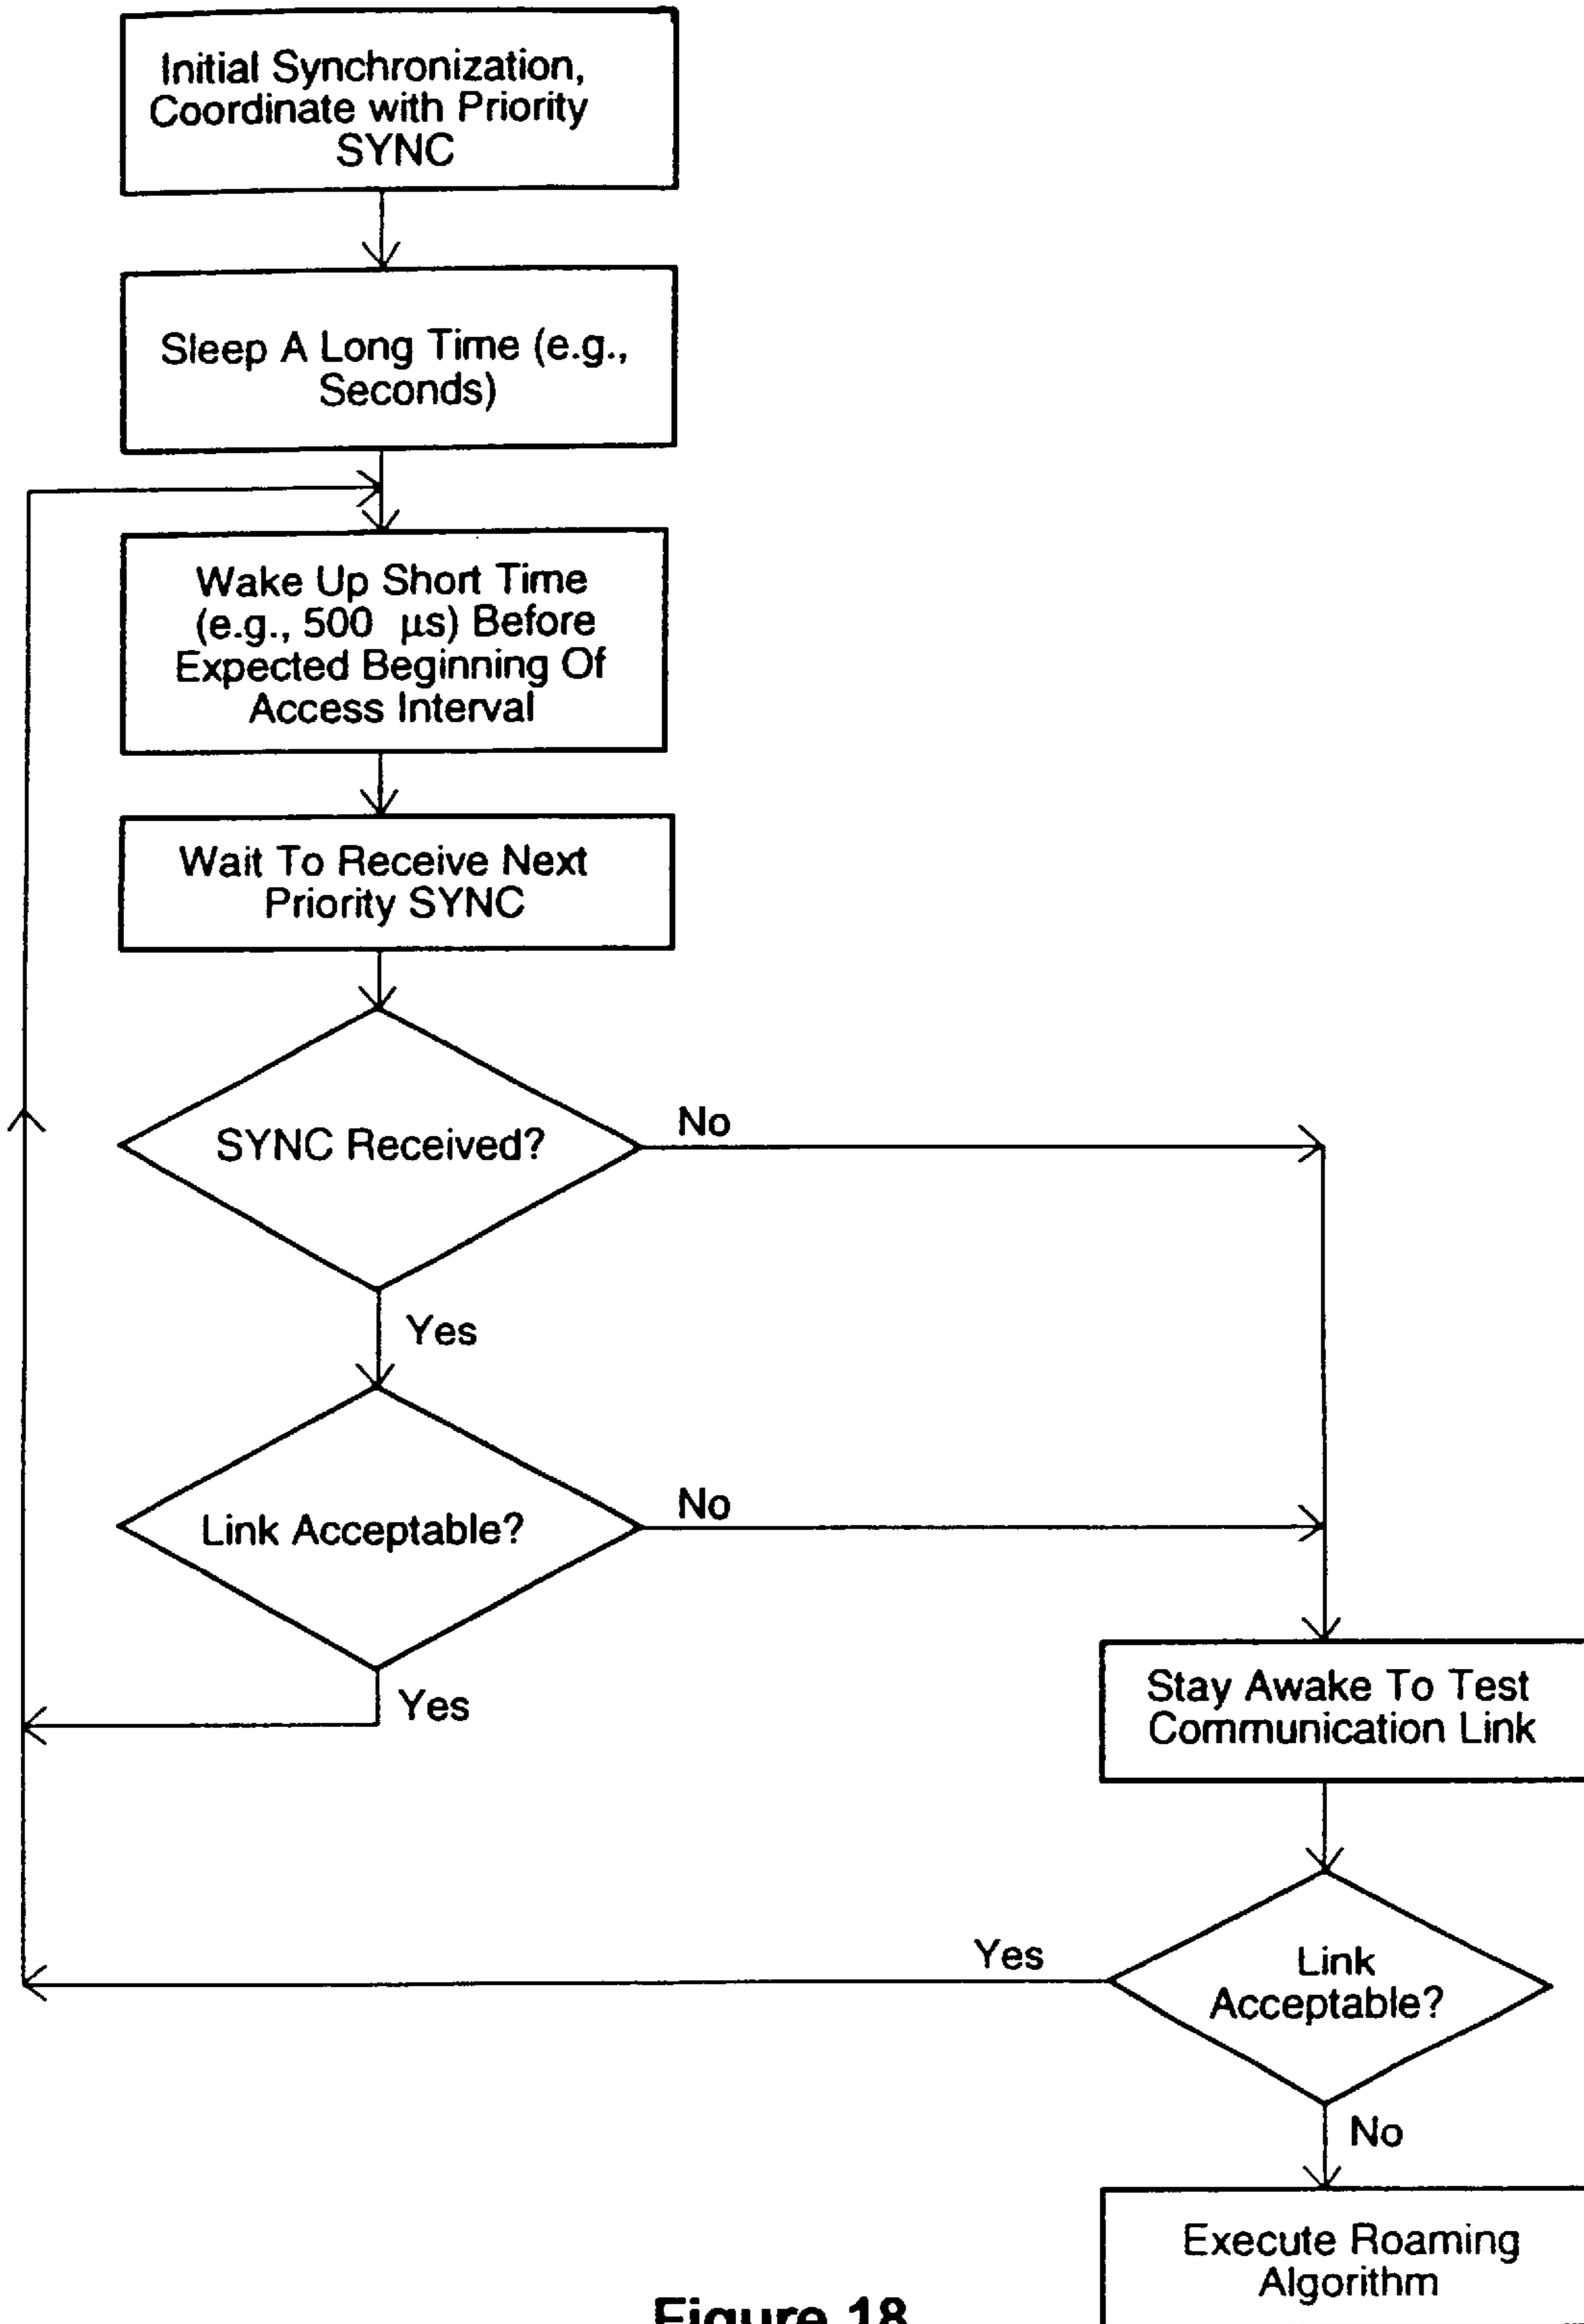 Initial Synchronization,
Coordinate with Priority
SYNC
Sleep A Long Time (e.g.,
Seconds)
Wake Up Short Time
(e.g., 500 μs) Before
Expected Beginning Of
Access Interval
Wait To Receive Next
Priority SYNC
SYNC Received?
No
Yes
Link Acceptable?
No
Yes
Stay Awake To Test
Communication Link
Link
Acceptable?
Yes
No
Execute Roaming
Algorithm
Figure 18